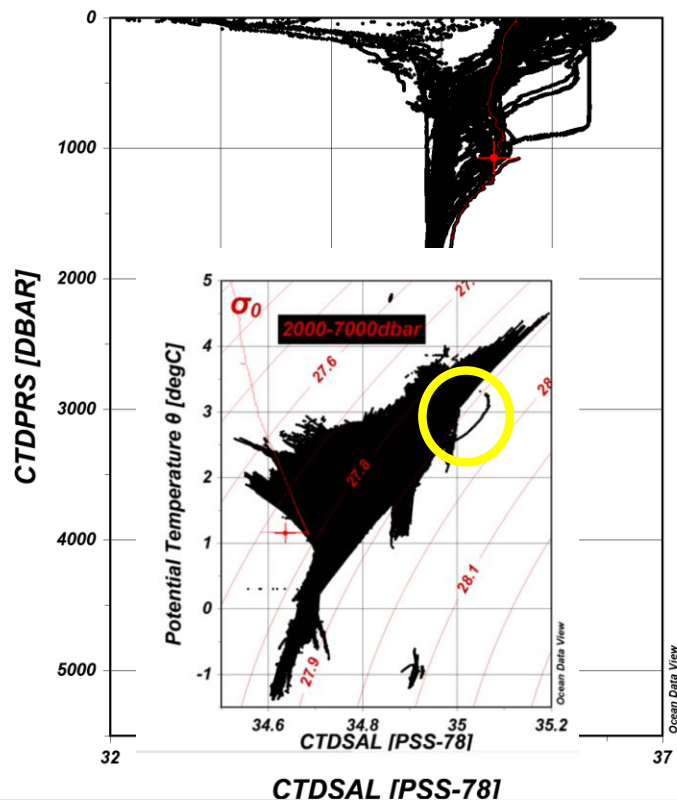 0
1000
2000
3000
4000
5000
CTDPRS [DBAR]
32
37
CTDSAL [PSS-78]
Ocean Data View
σ0
2000-7000dbar
5
4
3
2
1
0
-1
Potential Temperature θ [degC]
27.6
27.8
28.1
27.9
34.6
34.8
35
35.2
CTDSAL [PSS-78]
Ocean Data View